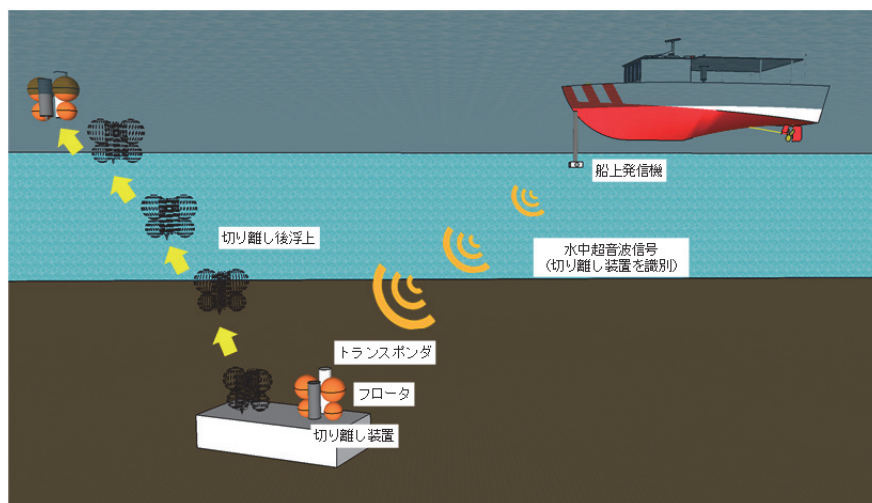 船上発信機
切り離し後浮上
水中超音波信号
（切り離し装置を識別）
トランスポンダ
フロータ
切り離し装置